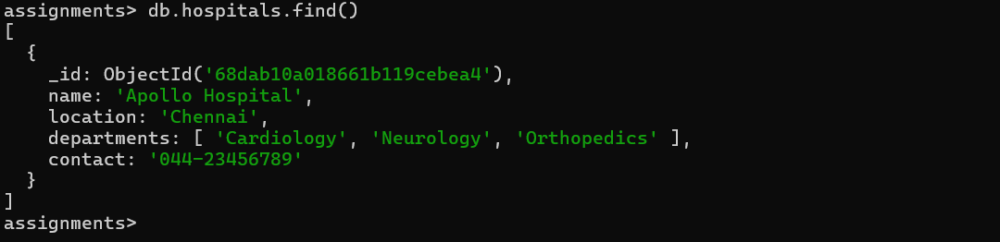 assignments> db.hospitals.find()
[
  {
    _id: ObjectId('68dab10a018661b119cebea4'),
    name: 'Apollo Hospital',
    location: 'Chennai',
    departments: [ 'Cardiology', 'Neurology', 'Orthopedics' ],
    contact: '044-23456789'
  }
]
assignments>